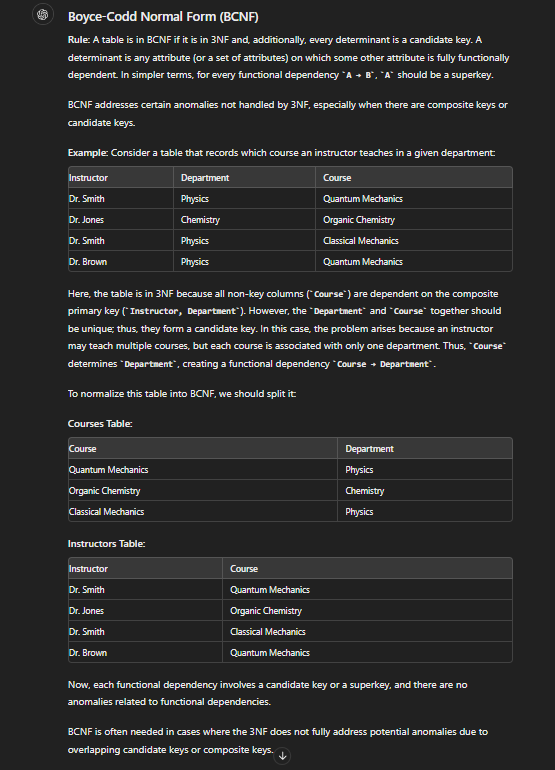 Boyce-Codd Normal Form (BCNF)
Rule: A table is in BCNF if it is in 3NF and, additionally, every determinant is a candidate key. A
determinant is any attribute (or a set of attributes) on which some other attribute is fully functionally
dependent. In simpler terms, for every functional dependency `A → B`, `A` should be a superkey.
BCNF addresses certain anomalies not handled by 3NF, especially when there are composite keys or
candidate keys.
Example: Consider a table that records which course an instructor teaches in a given department:
Instructor Department Course
Dr. Smith Physics Quantum Mechanics
Dr. Jones Chemistry Organic Chemistry
Dr. Smith Physics Classical Mechanics
Dr. Brown Physics Quantum Mechanics
Here, the table is in 3NF because all non-key columns (`Course`) are dependent on the composite
primary key (`Instructor, Department`). However, the `Department` and `Course` together should
be unique; thus, they form a candidate key. In this case, the problem arises because an instructor
may teach multiple courses, but each course is associated with only one department. Thus, `Course`
determines `Department`, creating a functional dependency `Course → Department`.
To normalize this table into BCNF, we should split it:
Courses Table:
Course Department
Quantum Mechanics Physics
Organic Chemistry Chemistry
Classical Mechanics Physics
Instructors Table:
Instructor Course
Dr. Smith Quantum Mechanics
Dr. Jones Organic Chemistry
Dr. Smith Classical Mechanics
Dr. Brown Quantum Mechanics
Now, each functional dependency involves a candidate key or a superkey, and there are no
anomalies related to functional dependencies.
BCNF is often needed in cases where the 3NF does not fully address potential anomalies due to
overlapping candidate keys or composite keys.